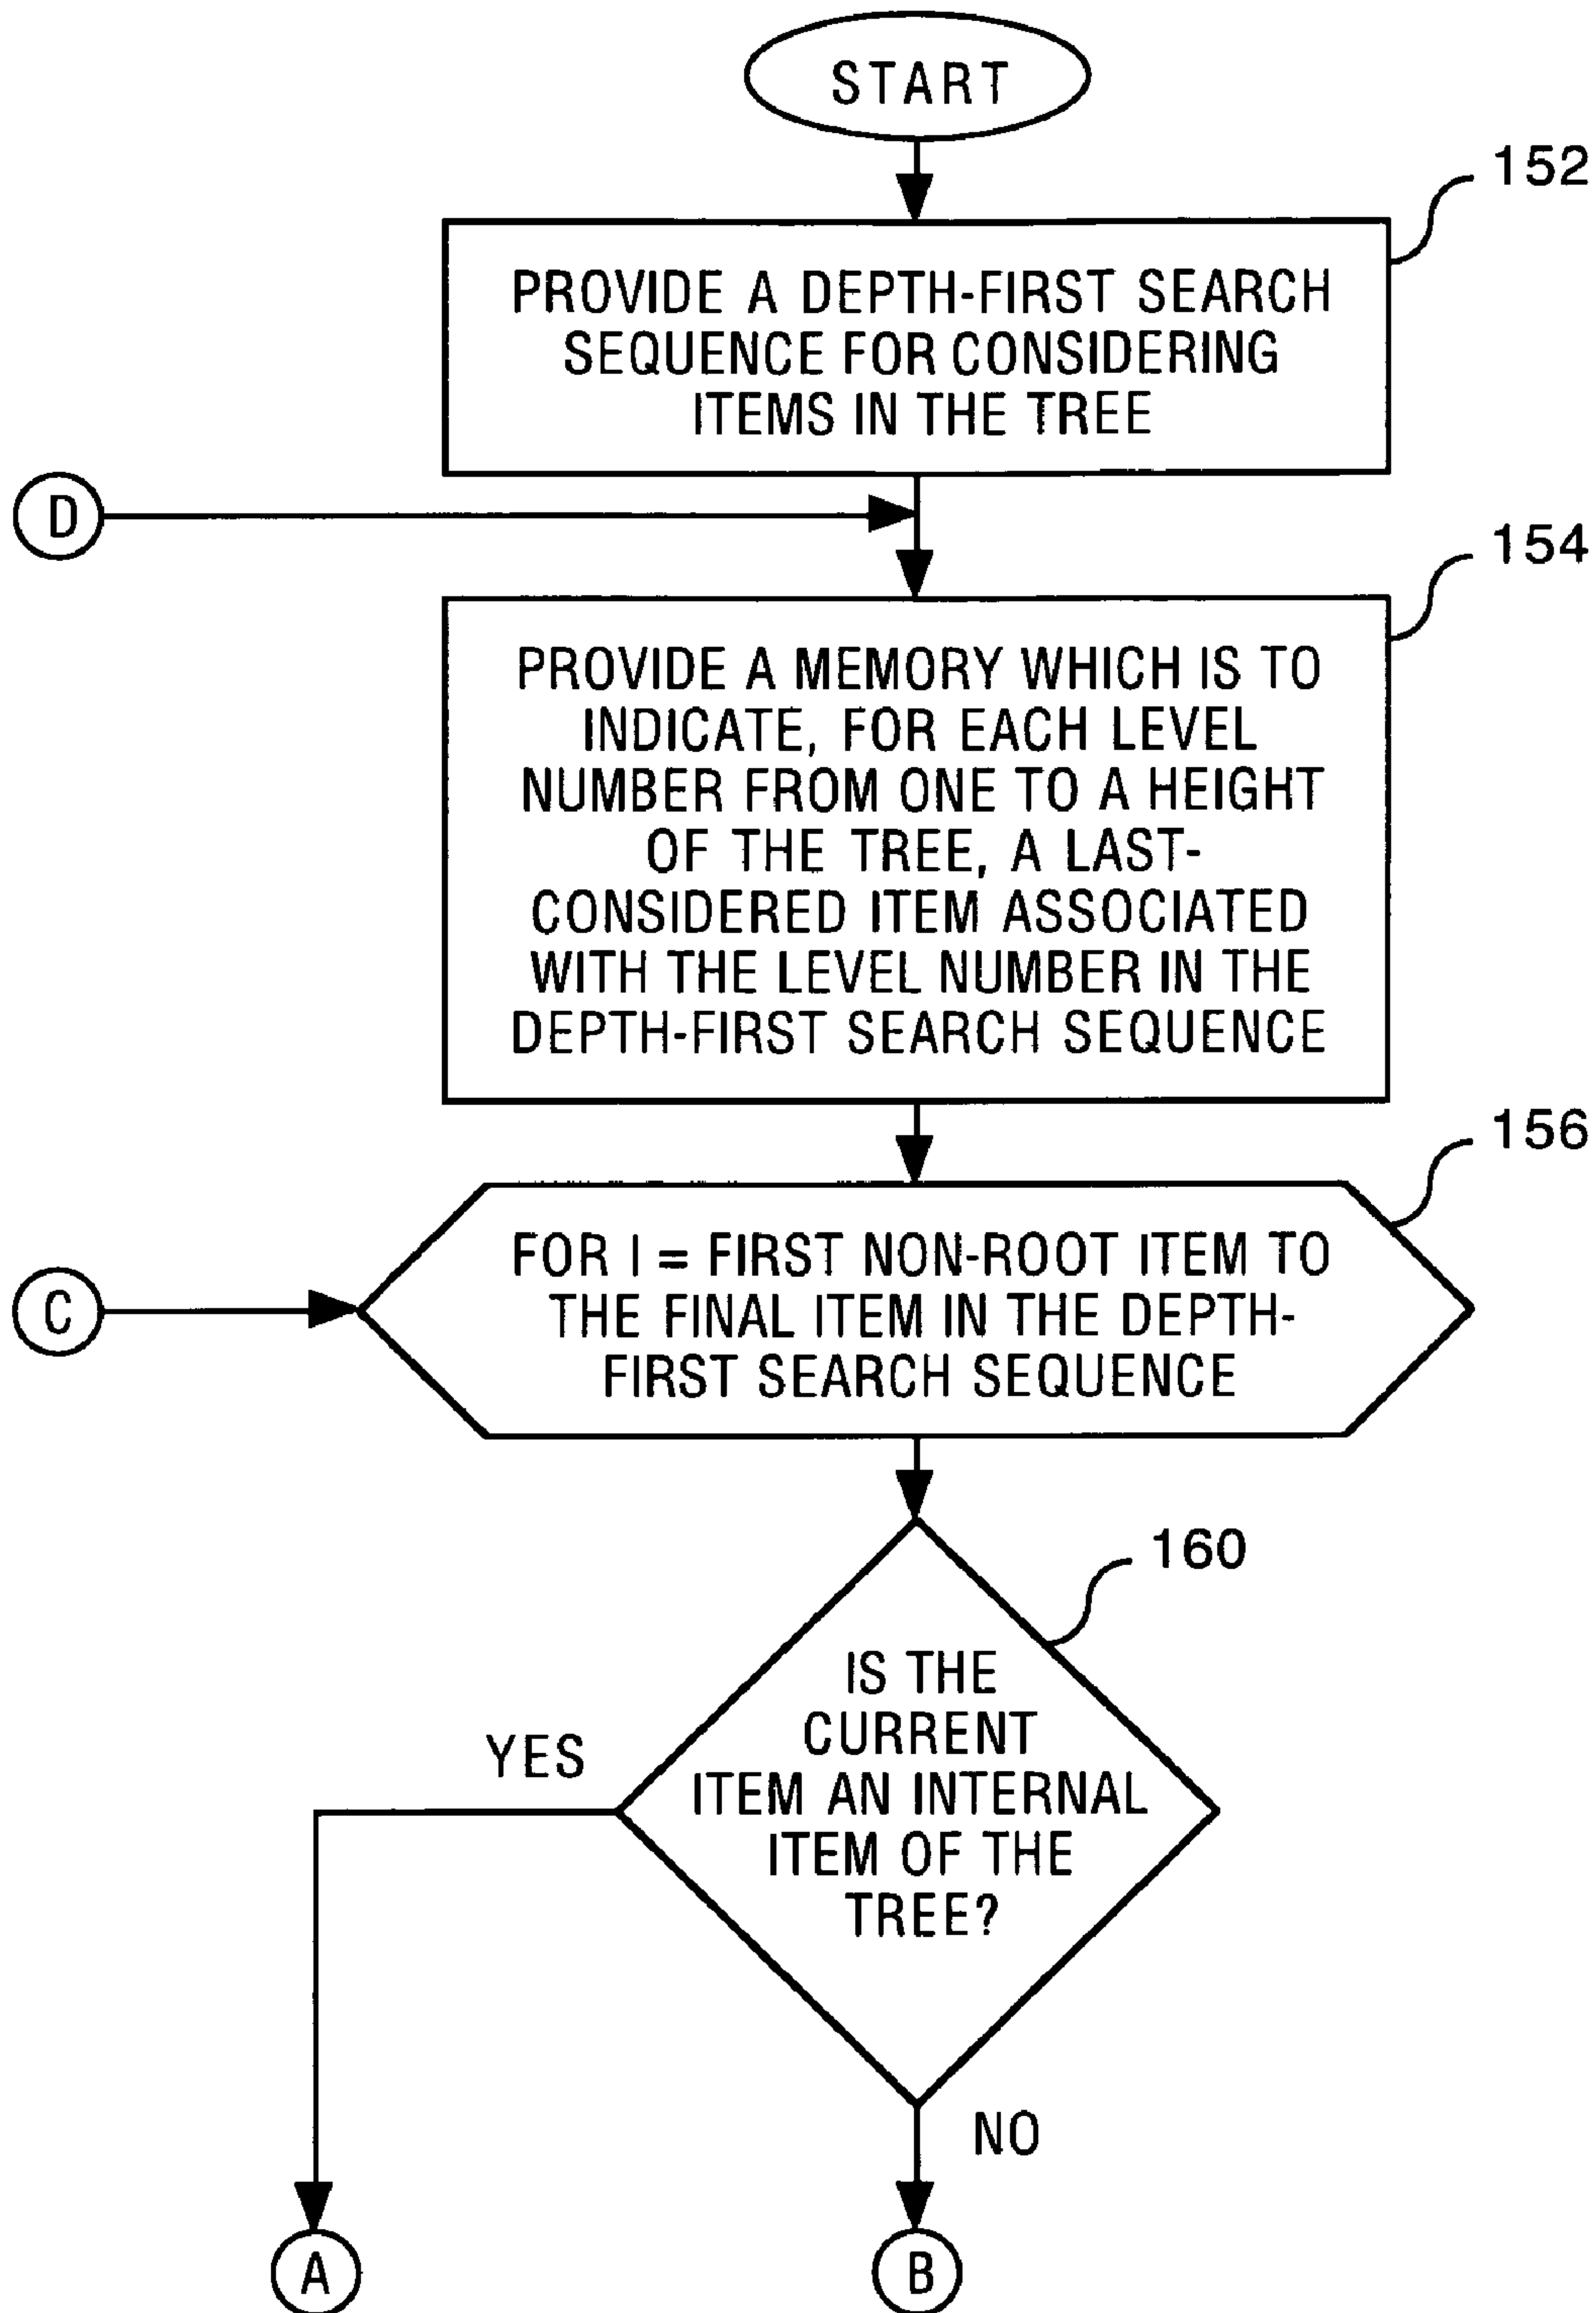 START
152
PROVIDE A DEPTH-FIRST SEARCH
SEQUENCE FOR CONSIDERING
ITEMS IN THE TREE
D
154
PROVIDE A MEMORY WHICH IS TO
INDICATE, FOR EACH LEVEL
NUMBER FROM ONE TO A HEIGHT
OF THE TREE, A LAST-
CONSIDERED ITEM ASSOCIATED
WITH THE LEVEL NUMBER IN THE
DEPTH-FIRST SEARCH SEQUENCE
156
FOR I = FIRST NON-ROOT ITEM TO
THE FINAL ITEM IN THE DEPTH-
FIRST SEARCH SEQUENCE
C
160
IS THE
CURRENT
ITEM AN INTERNAL
ITEM OF THE
TREE?
YES
NO
A
B